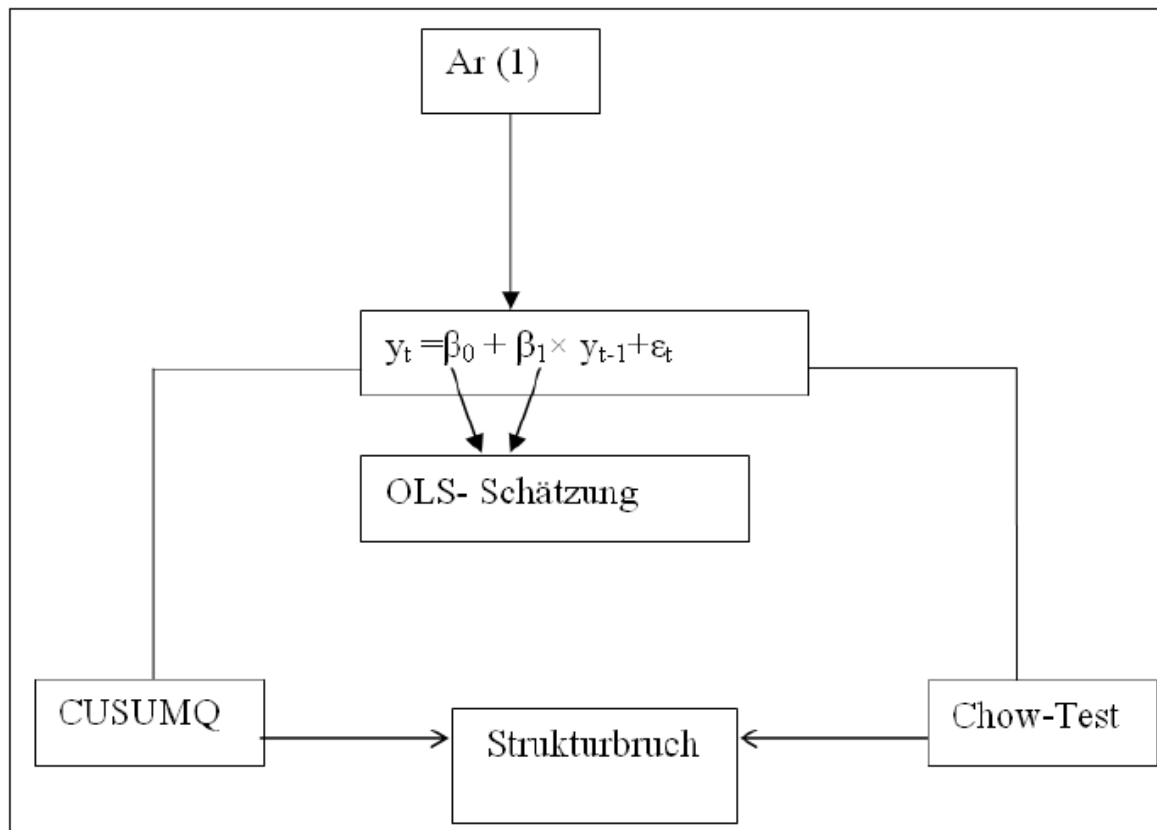 Ar (1)
yₜ =β₀ + β₁× yₜ₋₁+εₜ
OLS- Schätzung
CUSUMQ
Strukturbruch
Chow-Test